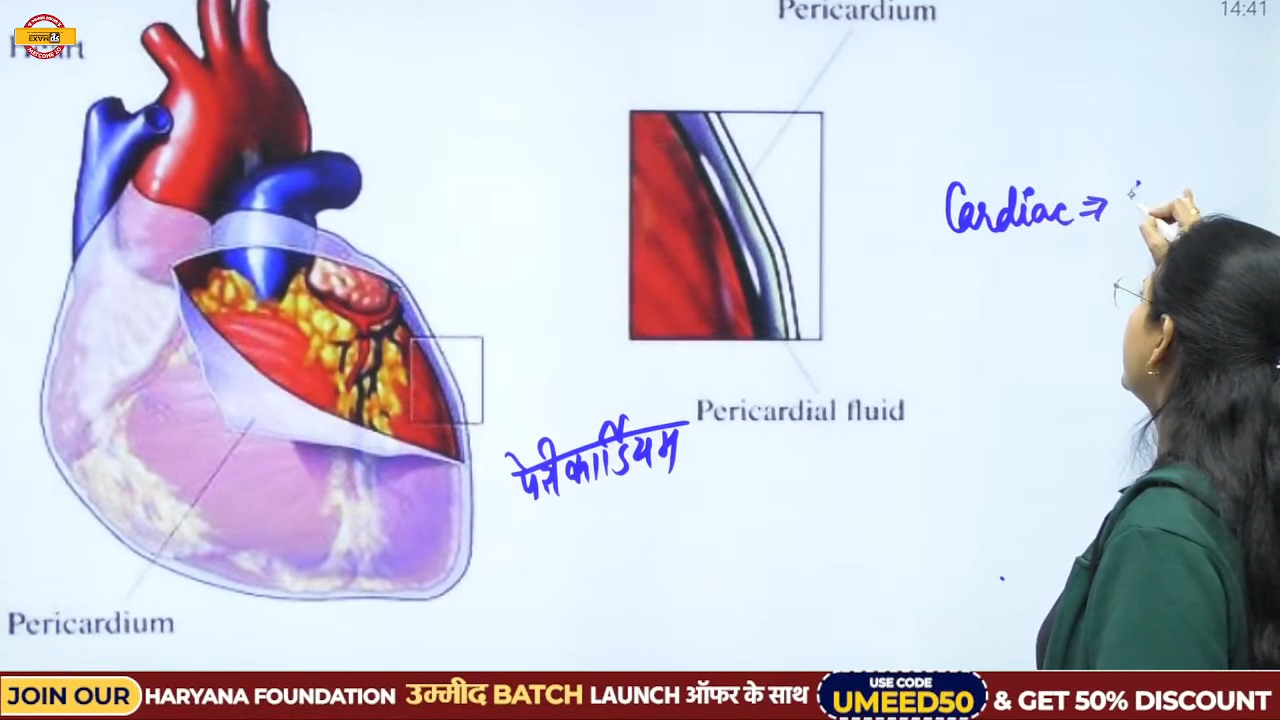 Pericardium
14:41
Heart
Cardiac ⇒
Pericardial fluid
पेरीकार्डियम
Pericardium
JOIN OUR HARYANA FOUNDATION उम्मीद BATCH LAUNCH ऑफर के साथ USE CODE UMEED50 & GET 50% DISCOUNT